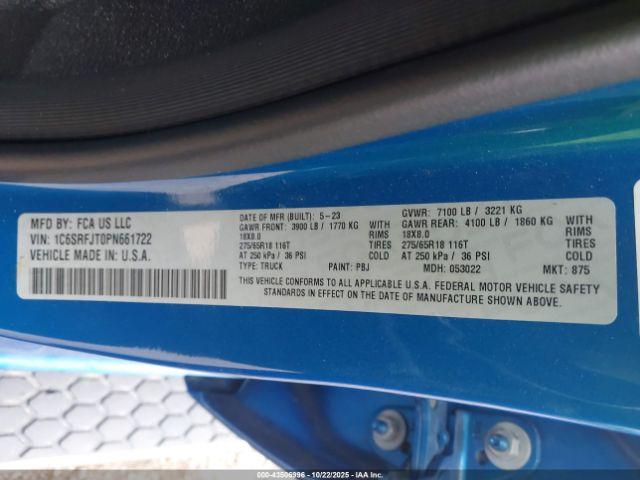 MFD BY: FCA US LLC
VIN: 1C6SRFJT0PN661722
VEHICLE MADE IN U.S.A.
DATE OF MFR (BUILT): 5-23 GVWR: 7100 LB / 3221 KG
GAWR FRONT: 3900 LB / 1770 KG WITH GAWR REAR: 4100 LB / 1860 KG WITH
18X8.0 RIMS 18X8.0 RIMS
275/65R18 116T TIRES 275/65R18 116T TIRES
AT 250 kPa / 36 PSI COLD AT 250 kPa / 36 PSI COLD
TYPE: TRUCK PAINT: PBJ MDH: 053022 MKT: 875
THIS VEHICLE CONFORMS TO ALL APPLICABLE U.S.A. FEDERAL MOTOR VEHICLE SAFETY
STANDARDS IN EFFECT ON THE DATE OF MANUFACTURE SHOWN ABOVE.
00-43506996 - 10/22/2025 - Copyright IAA, Inc.